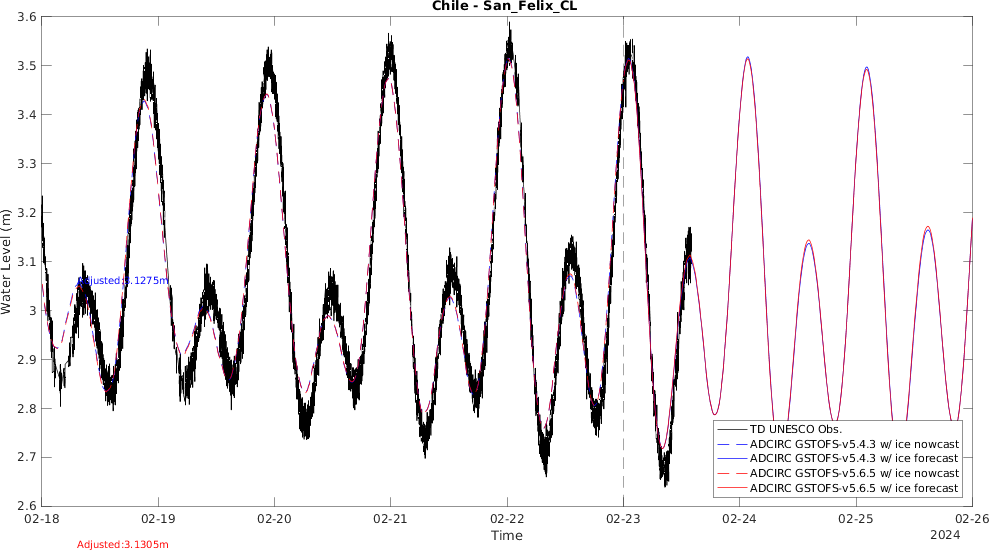 Chile - San_Felix_CL
3.6
3.5
3.4
3.3
3.2
3.1
3
2.9
2.8
2.7
2.6
Water Level (m)
Adjusted:3.1275m
TD UNESCO Obs.
ADCIRC GSTOFS-v5.4.3 w/ ice nowcast
ADCIRC GSTOFS-v5.4.3 w/ ice forecast
ADCIRC GSTOFS-v5.6.5 w/ ice nowcast
ADCIRC GSTOFS-v5.6.5 w/ ice forecast
02-18 02-19 02-20 02-21 02-22 02-23 02-24 02-25 02-26
Time
2024
Adjusted:3.1305m